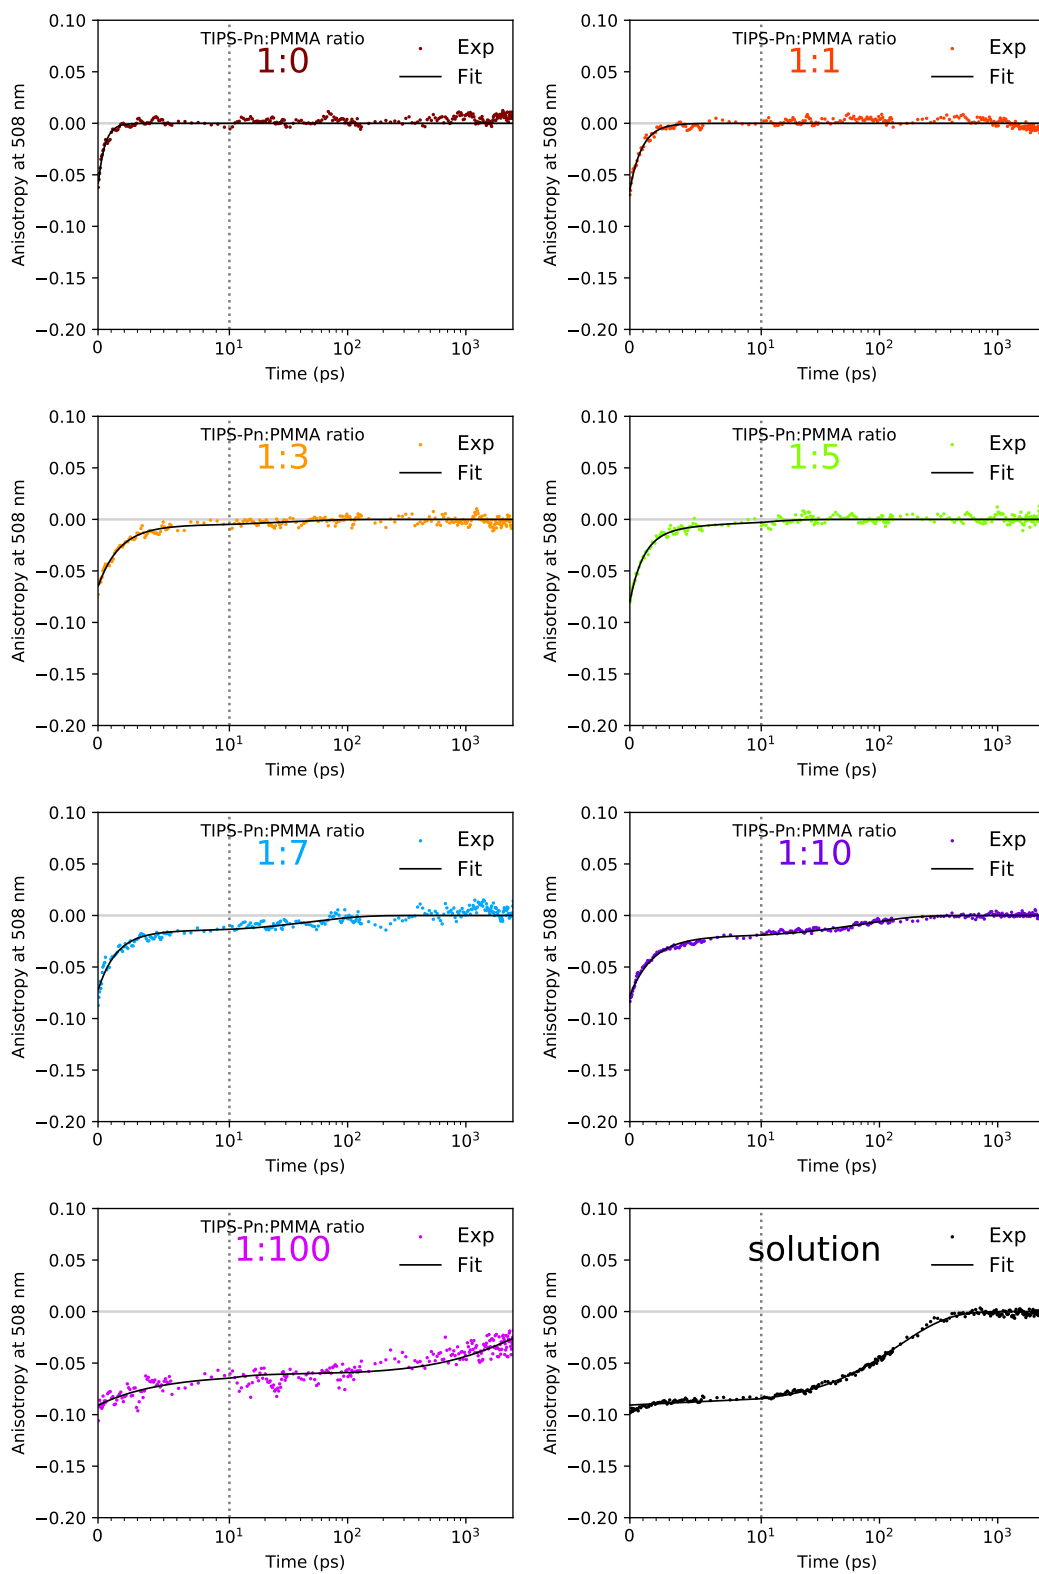 TIPS-Pn:PMMA ratio
1:0
Exp
Fit
0.10
0.05
0.00
−0.05
−0.10
−0.15
−0.20
Anisotropy at 508 nm
0
10¹
10²
10³
Time (ps)
TIPS-Pn:PMMA ratio
1:1
Exp
Fit
0.10
0.05
0.00
−0.05
−0.10
−0.15
−0.20
Anisotropy at 508 nm
0
10¹
10²
10³
Time (ps)
TIPS-Pn:PMMA ratio
1:3
Exp
Fit
0.10
0.05
0.00
−0.05
−0.10
−0.15
−0.20
Anisotropy at 508 nm
0
10¹
10²
10³
Time (ps)
TIPS-Pn:PMMA ratio
1:5
Exp
Fit
0.10
0.05
0.00
−0.05
−0.10
−0.15
−0.20
Anisotropy at 508 nm
0
10¹
10²
10³
Time (ps)
TIPS-Pn:PMMA ratio
1:7
Exp
Fit
0.10
0.05
0.00
−0.05
−0.10
−0.15
−0.20
Anisotropy at 508 nm
0
10¹
10²
10³
Time (ps)
TIPS-Pn:PMMA ratio
1:10
Exp
Fit
0.10
0.05
0.00
−0.05
−0.10
−0.15
−0.20
Anisotropy at 508 nm
0
10¹
10²
10³
Time (ps)
TIPS-Pn:PMMA ratio
1:100
Exp
Fit
0.10
0.05
0.00
−0.05
−0.10
−0.15
−0.20
Anisotropy at 508 nm
0
10¹
10²
10³
Time (ps)
solution
Exp
Fit
0.10
0.05
0.00
−0.05
−0.10
−0.15
−0.20
Anisotropy at 508 nm
0
10¹
10²
10³
Time (ps)